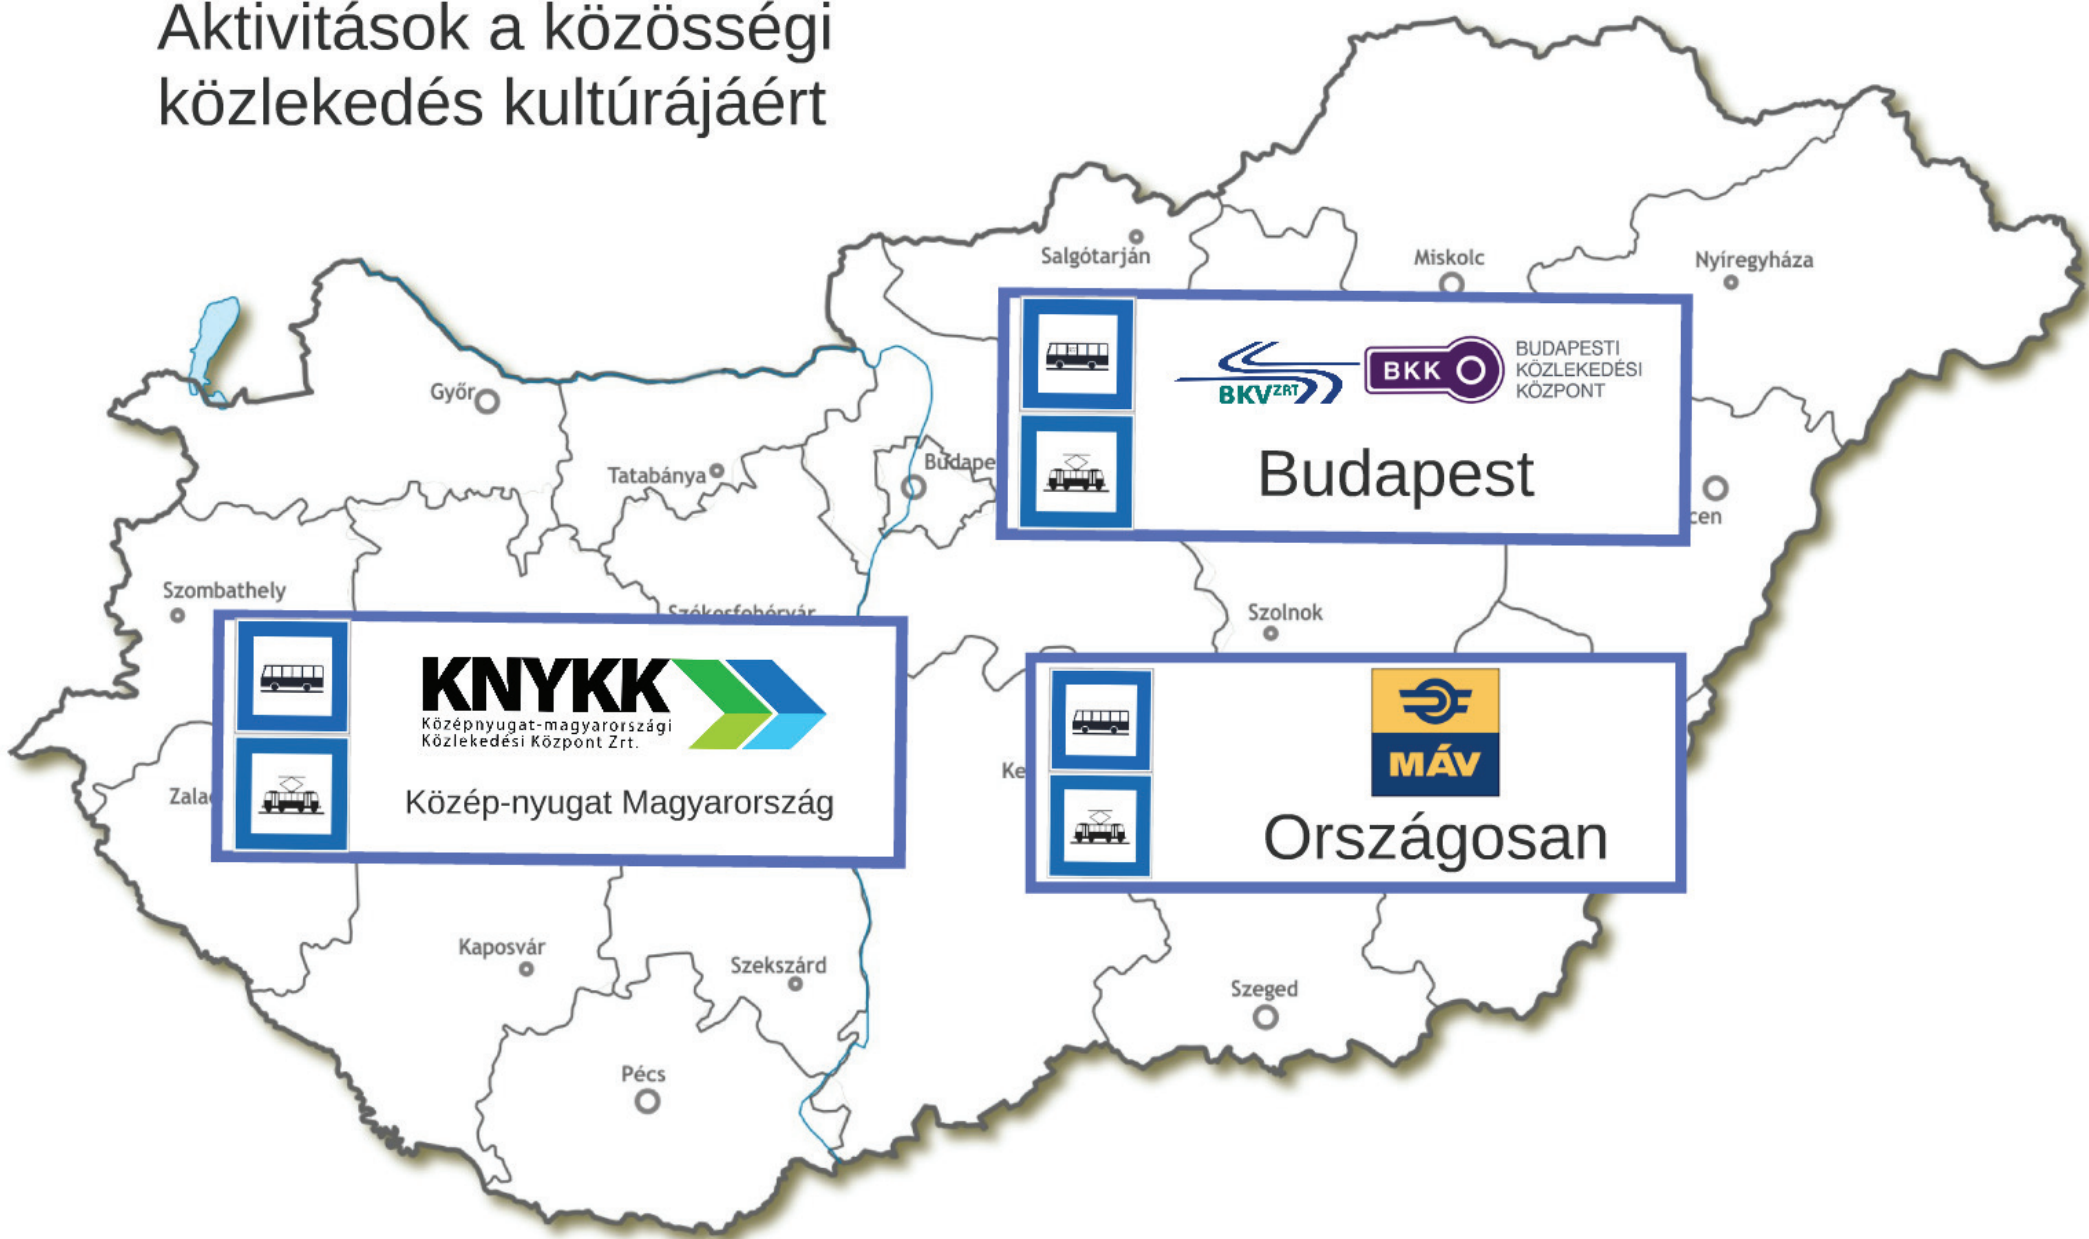 Aktivitások a közösségi
közlekedés kultúrájáért
Salgótarján
Miskolc
Nyíregyháza
Győr
Tatabánya
BKV ZRT
BKK
BUDAPESTI
KÖZLEKEDÉSI
KÖZPONT
Budapest
Budape
cen
Szombathely
Székesfehérvár
Szolnok
KNYKK
Középnyugat-magyarországi
Közlekedési Központ Zrt.
Közép-nyugat Magyarország
Zala
Ke
MÁV
Országosan
Kaposvár
Szekszárd
Szeged
Pécs